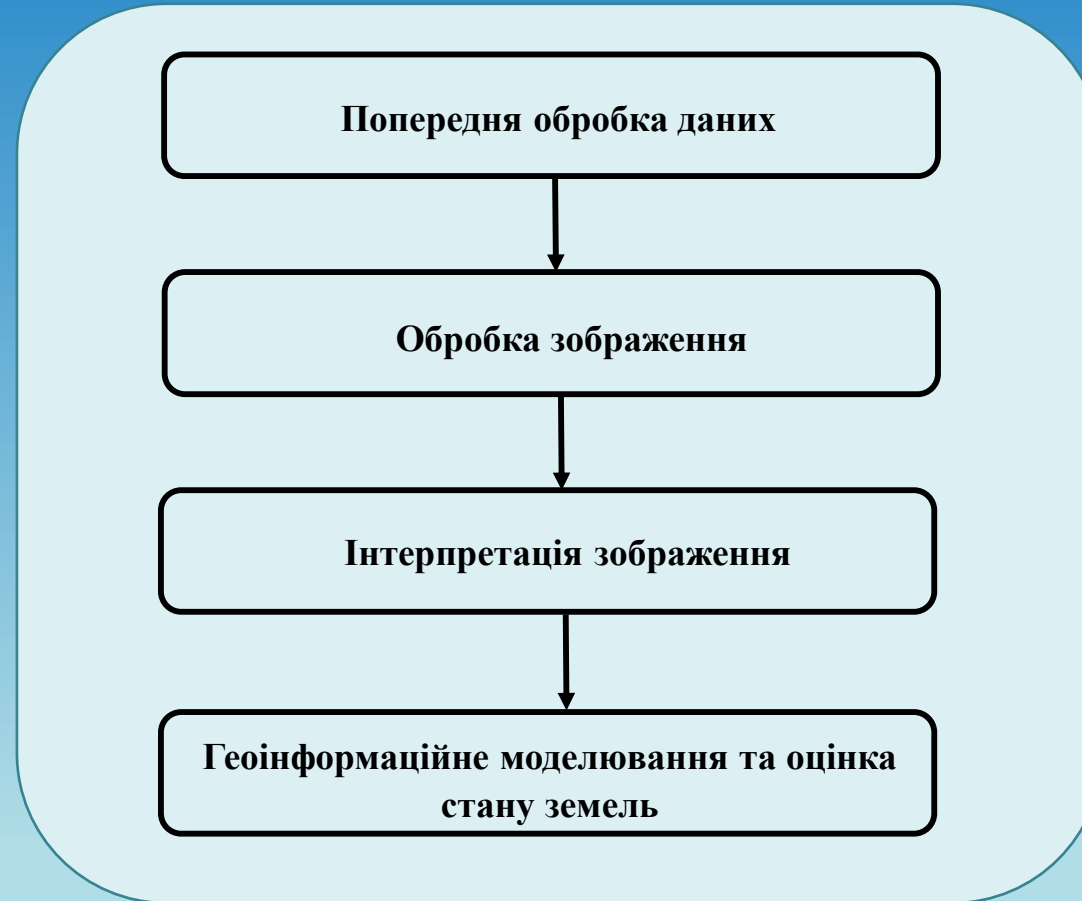 Попередня обробка даних
Обробка зображення
Інтерпретація зображення
Геоінформаційне моделювання та оцінка
стану земель